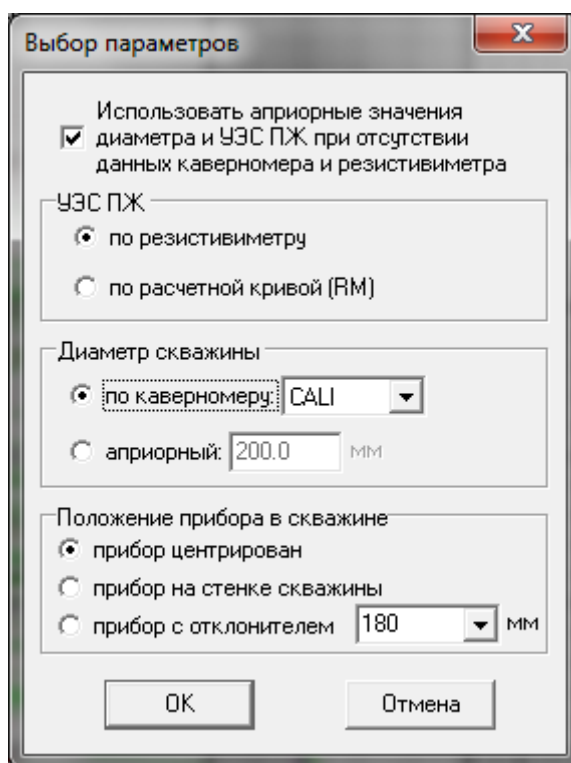 Выбор параметров
Использовать априорные значения
диаметра и УЭС ПЖ при отсутствии
данных каверномера и резистивиметра
УЭС ПЖ
по резистивиметру
по расчетной кривой (RM)
Диаметр скважины
по каверномеру: CALI
априорный: 200.0 мм
Положение прибора в скважине
прибор центрирован
прибор на стенке скважины
прибор с отклонителем 180 мм
OK Отмена